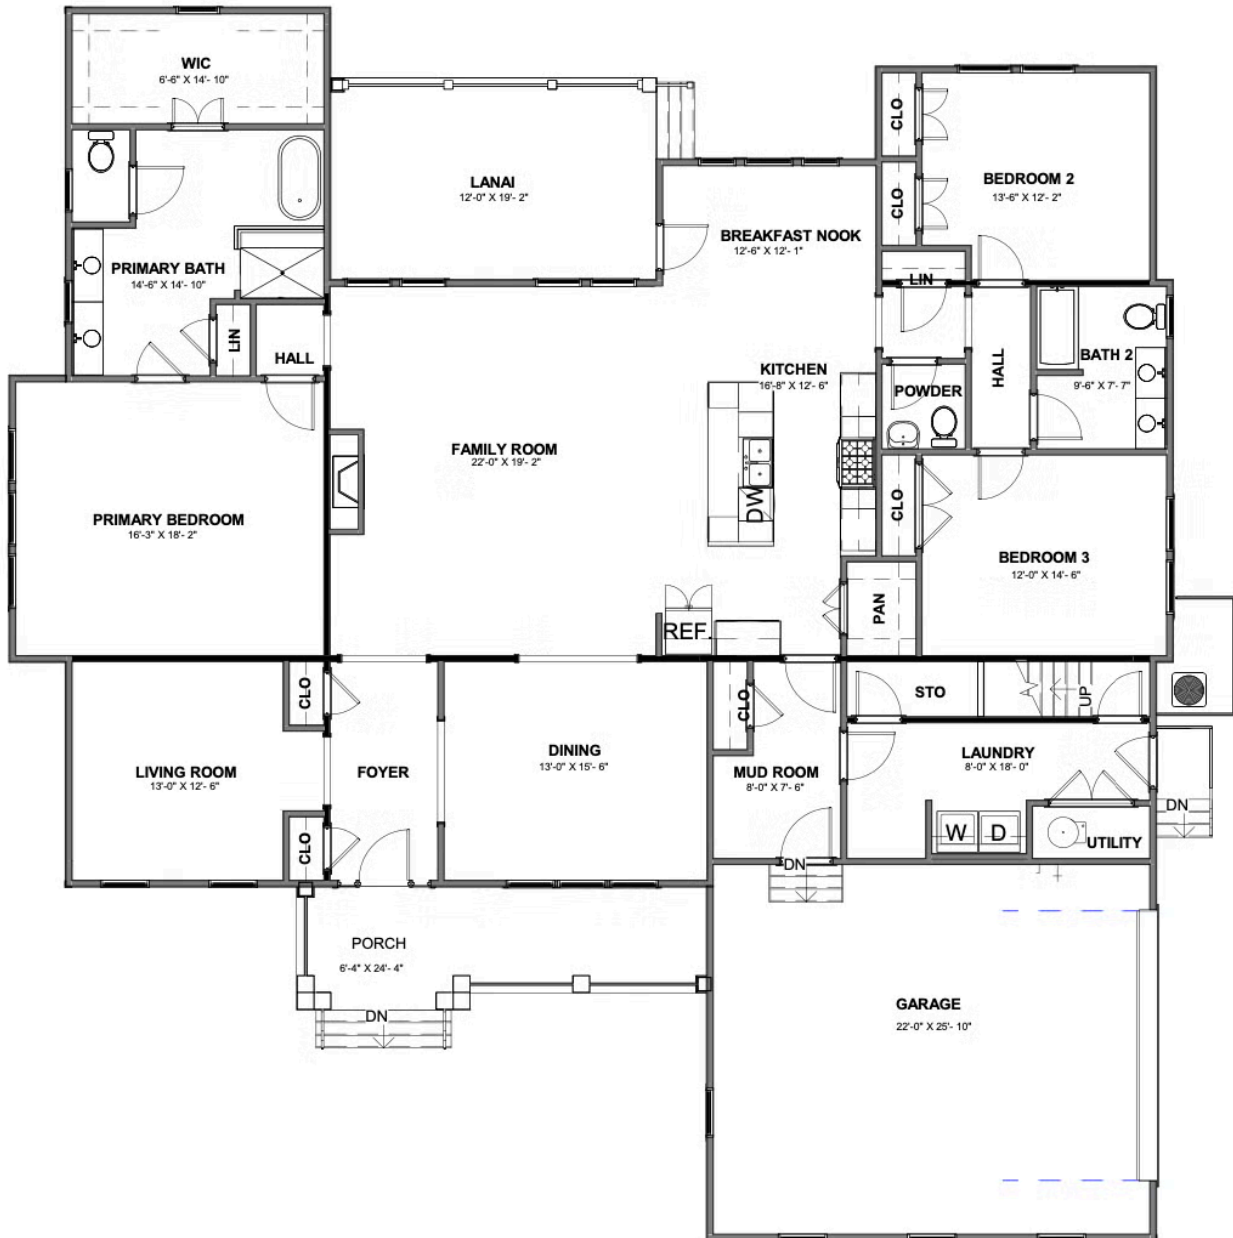 WIC
6'-6" X 14'- 10"
CLO
BEDROOM 2
13'-6" X 12'- 2"
LANAI
12'-0" X 19'- 2"
CLO
BREAKFAST NOOK
12'-6" X 12'- 1"
PRIMARY BATH
14'-6" X 14'- 10"
LIN
LIN
HALL
KITCHEN
16'-8" X 12'- 6"
POWDER
HALL
BATH 2
9'-6" X 7'- 7"
FAMILY ROOM
22'-0" X 19'- 2"
DW
CLO
PRIMARY BEDROOM
16'-3" X 18'- 2"
BEDROOM 3
12'-0" X 14'- 6"
REF.
PAN
CLO
CLO
STO
UP
LIVING ROOM
13'-0" X 12'- 6"
FOYER
DINING
13'-0" X 15'- 6"
MUD ROOM
8'-0" X 7'- 6"
LAUNDRY
8'-0" X 18'- 0"
DN
CLO
W
D
UTILITY
DN
PORCH
6'-4" X 24'- 4"
DN
GARAGE
22'-0" X 25'- 10"